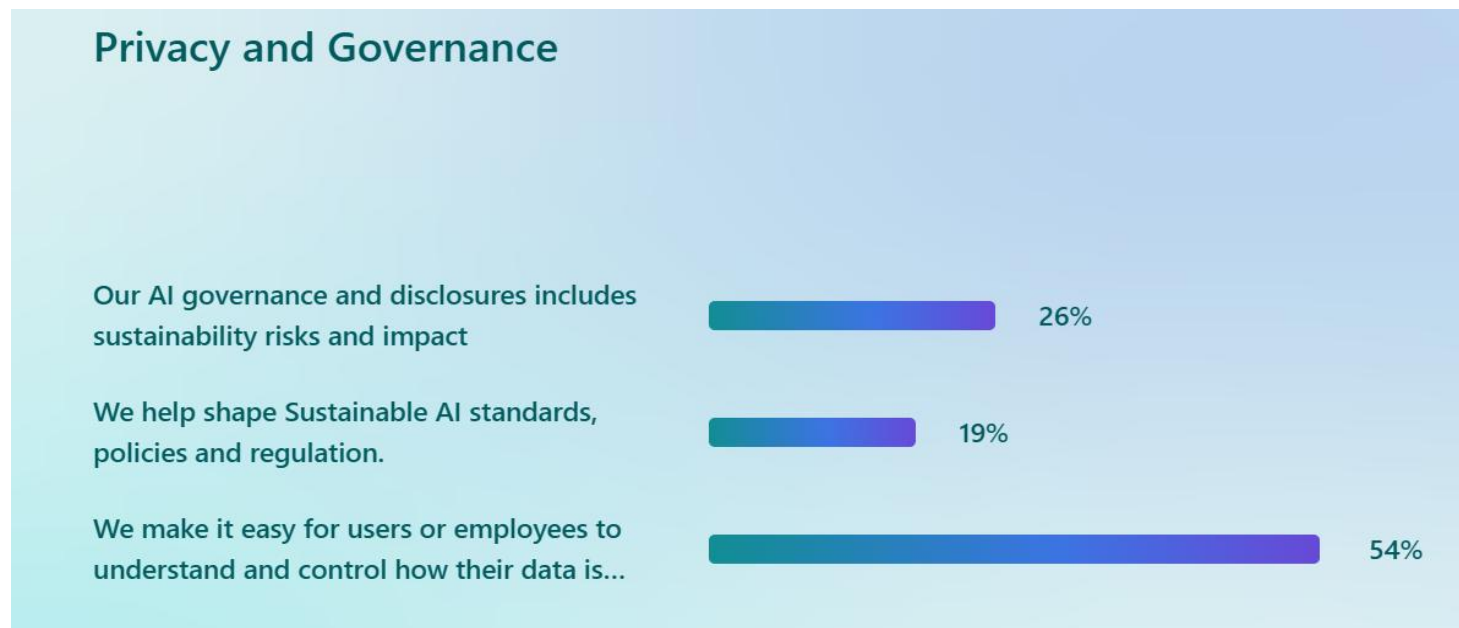 Privacy and Governance
Our AI governance and disclosures includes
sustainability risks and impact
26%
We help shape Sustainable AI standards,
policies and regulation.
19%
We make it easy for users or employees to
understand and control how their data is...
54%